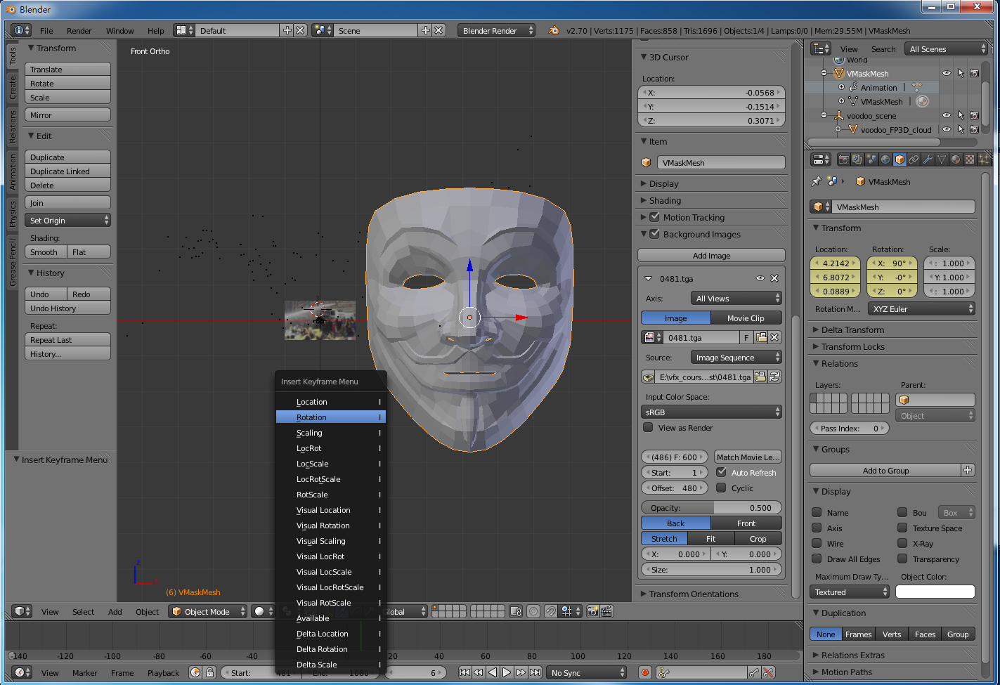 Blender
File Render Window Help Default Scene Blender Render v2.70 | Verts:1175 | Faces:858 | Tris:1696 | Objects:1/4 | Lamps:0/0 | Mem:29.55M | VMaskMesh
Tools
Create
Relations
Animation
Physics
Grease Pencil
Transform
Translate
Rotate
Scale
Mirror
Edit
Duplicate
Duplicate Linked
Delete
Join
Set Origin
Shading:
Smooth Flat
History
Undo Redo
Undo History
Repeat:
Repeat Last
History...
Insert Keyframe Menu
Front Ortho
Z
(6) VMaskMesh
Insert Keyframe Menu
Location I
Rotation I
Scaling I
LocRot I
LocScale I
LocRotScale I
RotScale I
Visual Location I
Visual Rotation I
Visual Scaling I
Visual LocRot I
Visual LocScale I
Visual LocRotScale I
Visual RotScale I
Available I
Delta Location I
Delta Rotation I
Delta Scale I
3D Cursor
Location:
X: -0.0568
Y: -0.1514
Z: 0.3071
Item
VMaskMesh
Display
Shading
Motion Tracking
Background Images
Add Image
0481.tga
Axis: All Views
Image Movie Clip
0481.tga F
Source: Image Sequence
E:\vfx_cours...st\0481.tga
Input Color Space:
sRGB
View as Render
(486) F: 600 Match Movie Le...
Start: 1 Auto Refresh
Offset: 480 Cyclic
Opacity: 0.500
Back Front
Stretch Fit Crop
X: 0.000 Y: 0.000
Size: 1.000
Transform Orientations
View Search All Scenes
World
VMaskMesh
Animation |
VMaskMesh |
voodoo_scene
voodoo_FP3D_cloud
VMaskMesh
VMaskMesh
Transform
Location: Rotation: Scale:
4.2142 X: 90° : 1.000
6.8072 Y: -0° Y: 1.000
0.0889 Z: 0° : 1.000
Rotation M... XYZ Euler
Delta Transform
Transform Locks
Relations
Layers: Parent:
Object
Pass Index: 0
Groups
Add to Group
Display
Name Bou Box
Axis Texture Space
Wire X-Ray
Draw All Edges Transparency
Maximum Draw Ty... Object Color:
Textured
Duplication
None Frames Verts Faces Group
Relations Extras
Motion Paths
View Select Add Object Object Mode Global
-140 -120 -100 -80 -60 -40 20 40 60 80 100 120 140 160 180
View Marker Frame Playback Start: 481 End: 1080 6 No Sync